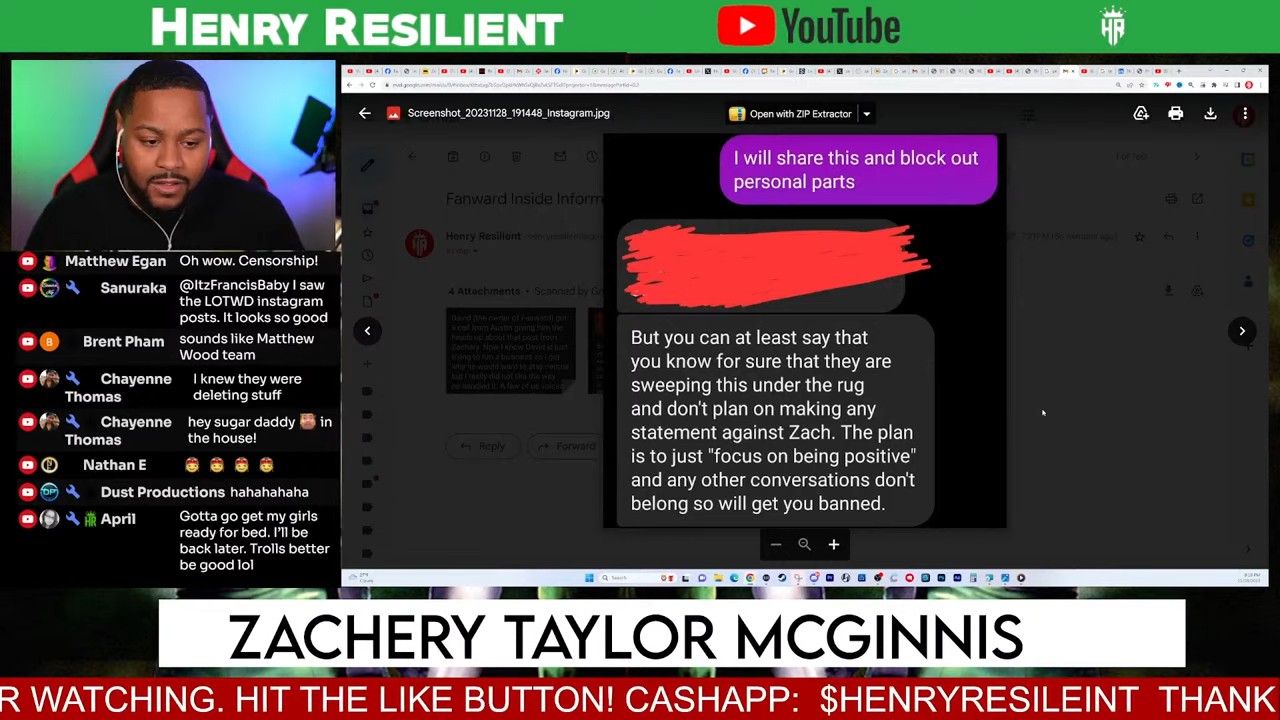 HENRY RESILIENT
YouTube
HR
Screenshot_20231128_191448_Instagram.jpg
Open with ZIP Extractor
I will share this and block out
personal parts
Fanward Inside Inform
Henry Resilient
4 Attachments
Reply
Forward
But you can at least say that
you know for sure that they are
sweeping this under the rug
and don't plan on making any
statement against Zach. The plan
is to just "focus on being positive"
and any other conversations don't
belong so will get you banned.
Matthew Egan Oh wow. Censorship!
Sanuraka @ItzFrancisBaby I saw
the LOTWD instagram
posts. It looks so good
Brent Pham sounds like Matthew
Wood team
Chayenne I knew they were
Thomas deleting stuff
Chayenne hey sugar daddy in
Thomas the house!
Nathan E
Dust Productions hahahahaha
April Gotta go get my girls
ready for bed. I'll be
back later. Trolls better
be good lol
Search
ZACHERY TAYLOR MCGINNIS
R WATCHING. HIT THE LIKE BUTTON! CASHAPP: $HENRYRESILEINT THANK